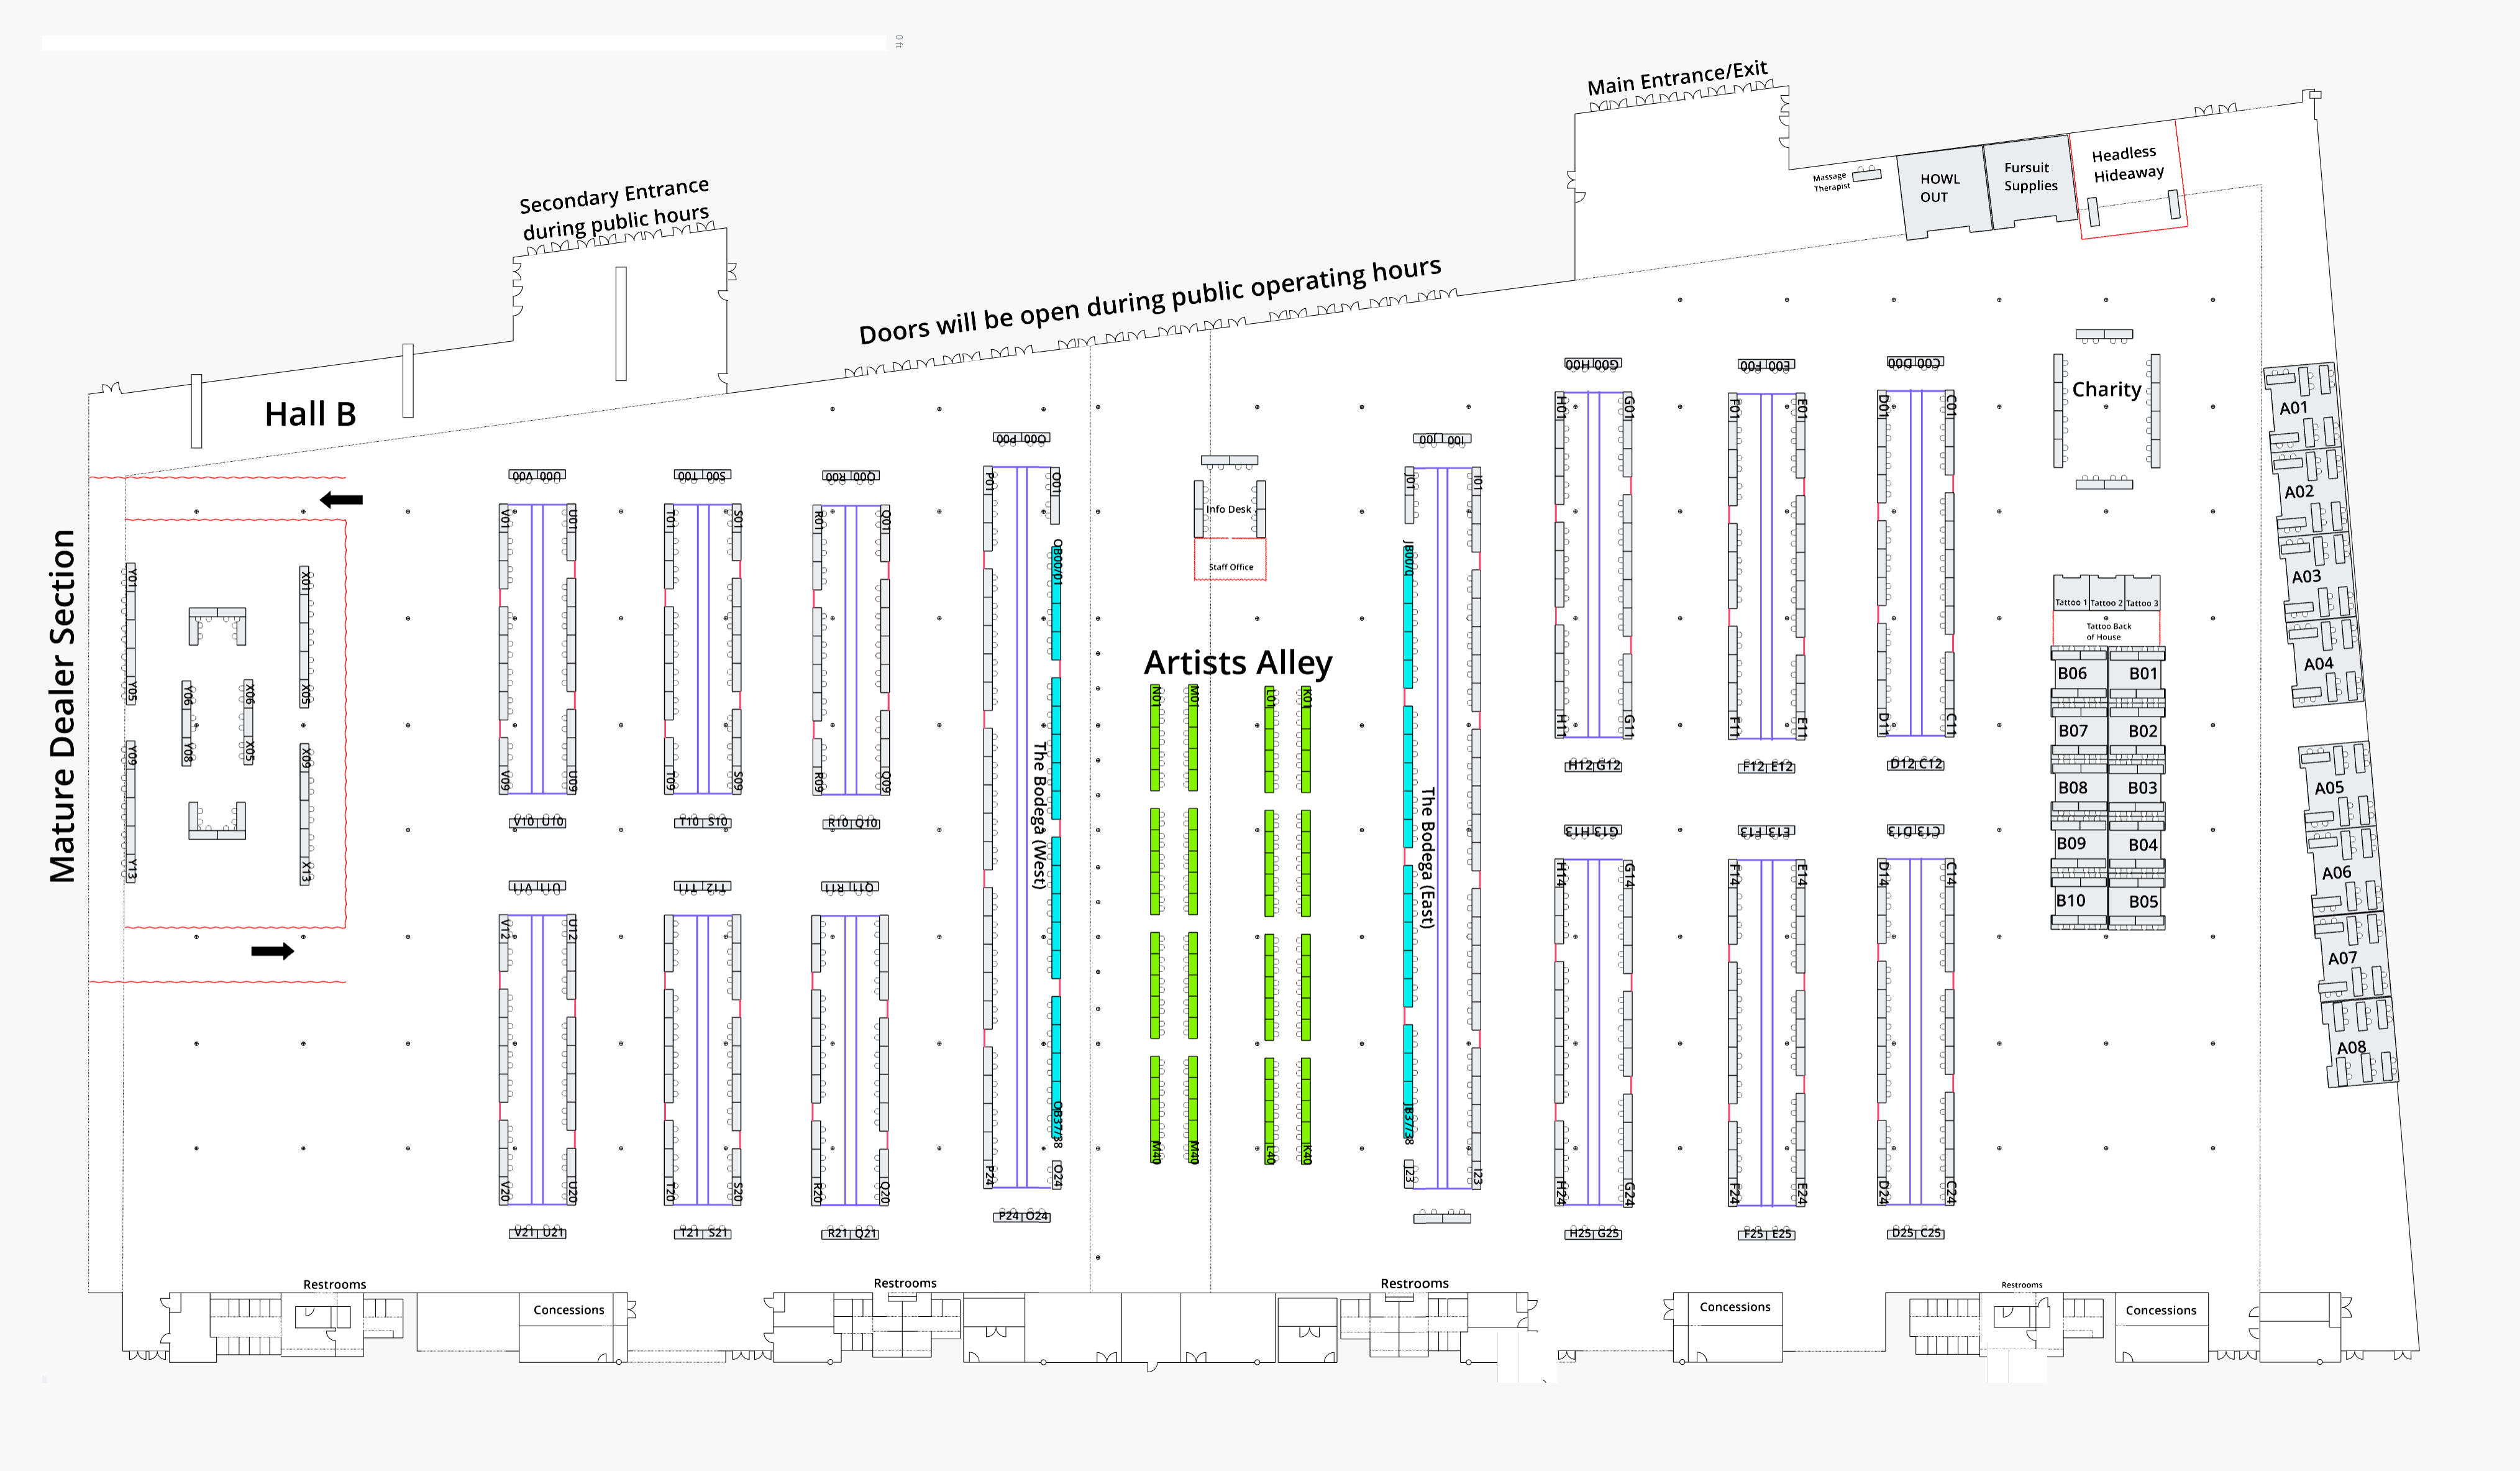 0 ft
Main Entrance/Exit
Secondary Entrance
during public hours
Doors will be open during public operating hours
Massage
Therapist
HOWL
OUT
Fursuit
Supplies
Headless
Hideaway
Hall B
Mature Dealer Section
Charity
Info Desk
Staff Office
Artists Alley
The Bodega (West)
The Bodega (East)
Y01
Y05
Y06
Y08
Y09
Y13
X01
X05
X06
X05
X09
X13
V00 U00
V01
U01
V09
U09
V10 U10
V11 U11
V12
U12
V20
U20
V21 U21
T00 S00
T01
S01
T09
S09
T10 S10
T11 T12
T20
S20
T21 S21
R00 Q00
R01
Q01
R09
Q09
R10 Q10
R11 Q11
R20
Q20
R21 Q21
P00 O00
P01
O01
OB00/01
OB37/38
P24
O24
P24 O24
N01
M01
L01
K01
M40
M40
L40
K40
J00 I00
J01
I01
JB00/0
JB37/38
J23
I23
H00 G00
H01
G01
H11
G11
H12 G12
H13 G13
H14
G14
H24
G24
H25 G25
F00 E00
F01
E01
F11
E11
F12 E12
F13 E13
F14
E14
F24
E24
F25 E25
D00 C00
D01
C01
D11
C11
D12 C12
D13 C13
D14
C14
D24
C24
D25 C25
Tattoo 1
Tattoo 2
Tattoo 3
Tattoo Back
of House
B06
B01
B07
B02
B08
B03
B09
B04
B10
B05
A01
A02
A03
A04
A05
A06
A07
A08
Restrooms
Concessions
Restrooms
Restrooms
Concessions
Restrooms
Concessions